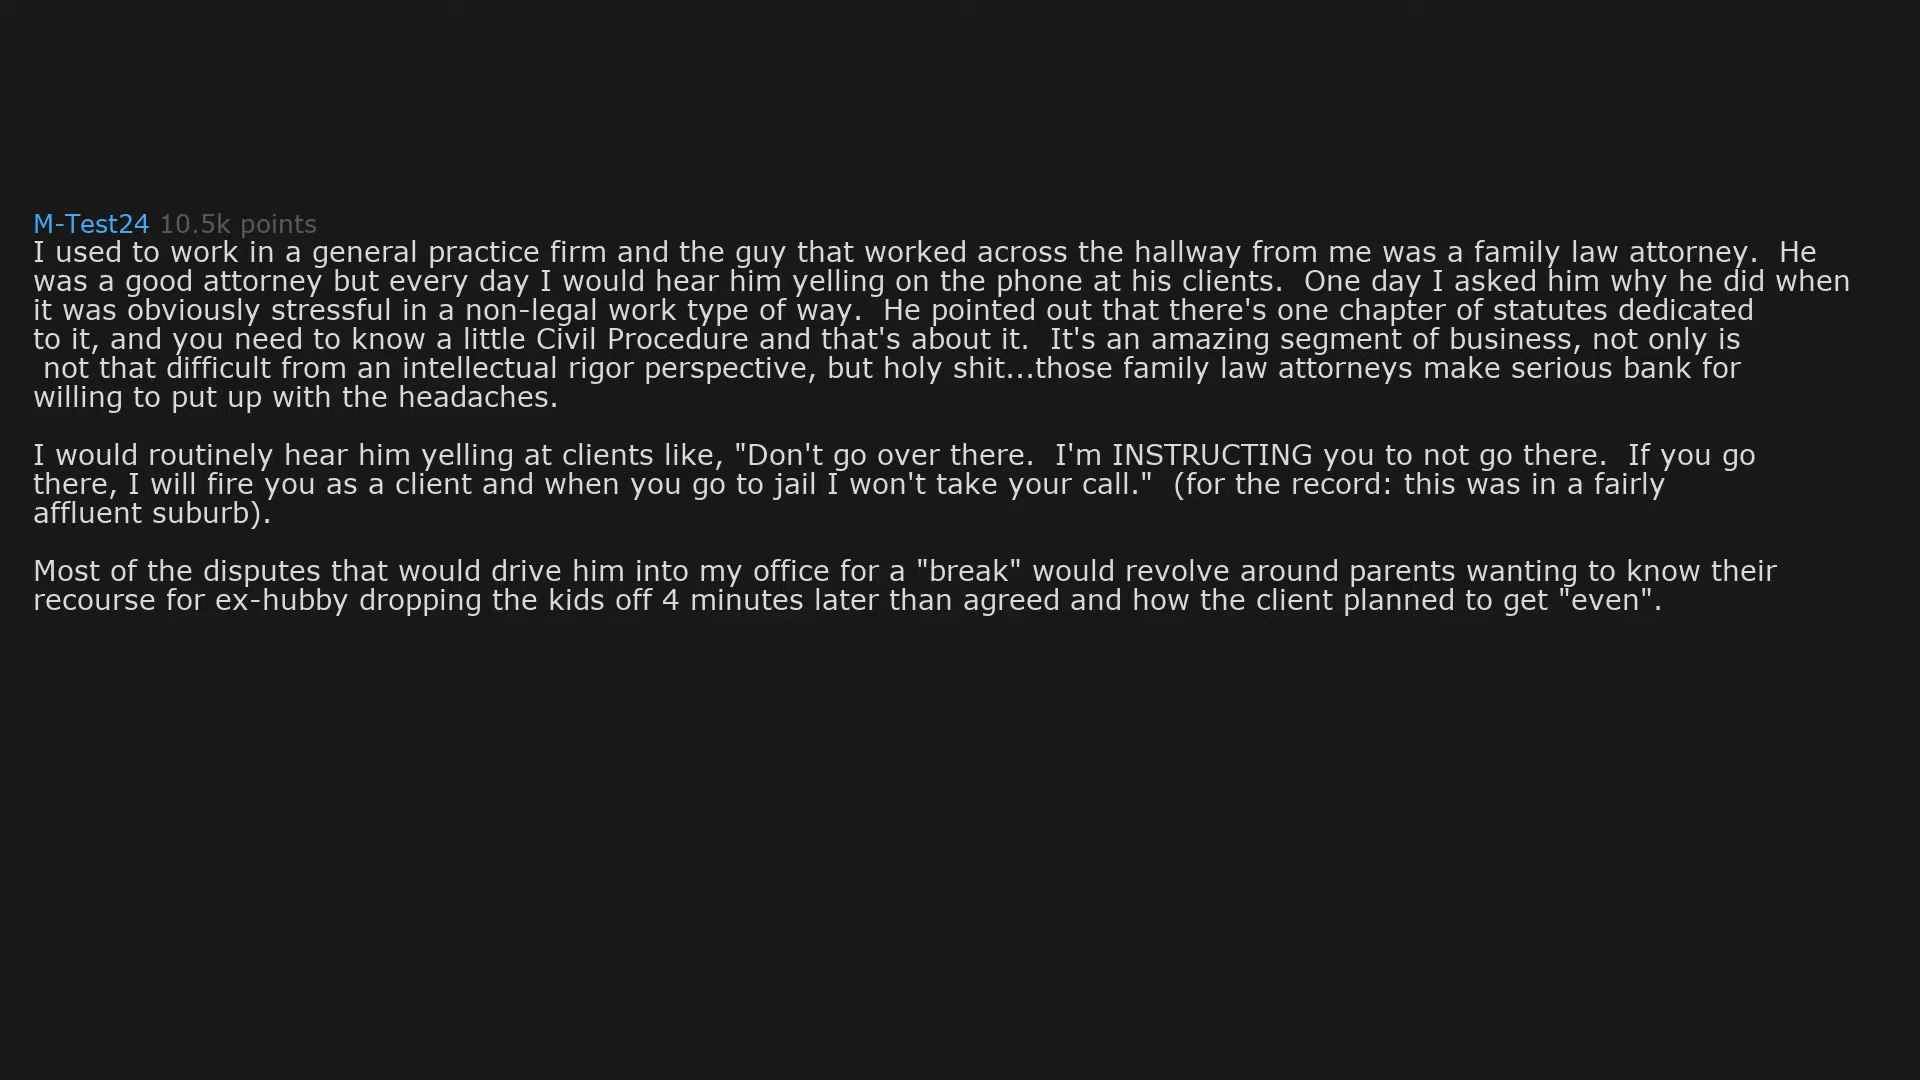 M-Test24 10.5k points
I used to work in a general practice firm and the guy that worked across the hallway from me was a family law attorney.  He
was a good attorney but every day I would hear him yelling on the phone at his clients.  One day I asked him why he did when
it was obviously stressful in a non-legal work type of way.  He pointed out that there's one chapter of statutes dedicated
to it, and you need to know a little Civil Procedure and that's about it.  It's an amazing segment of business, not only is
not that difficult from an intellectual rigor perspective, but holy shit...those family law attorneys make serious bank for
willing to put up with the headaches.

I would routinely hear him yelling at clients like, "Don't go over there.  I'm INSTRUCTING you to not go there.  If you go
there, I will fire you as a client and when you go to jail I won't take your call."  (for the record: this was in a fairly
affluent suburb).

Most of the disputes that would drive him into my office for a "break" would revolve around parents wanting to know their
recourse for ex-hubby dropping the kids off 4 minutes later than agreed and how the client planned to get "even".